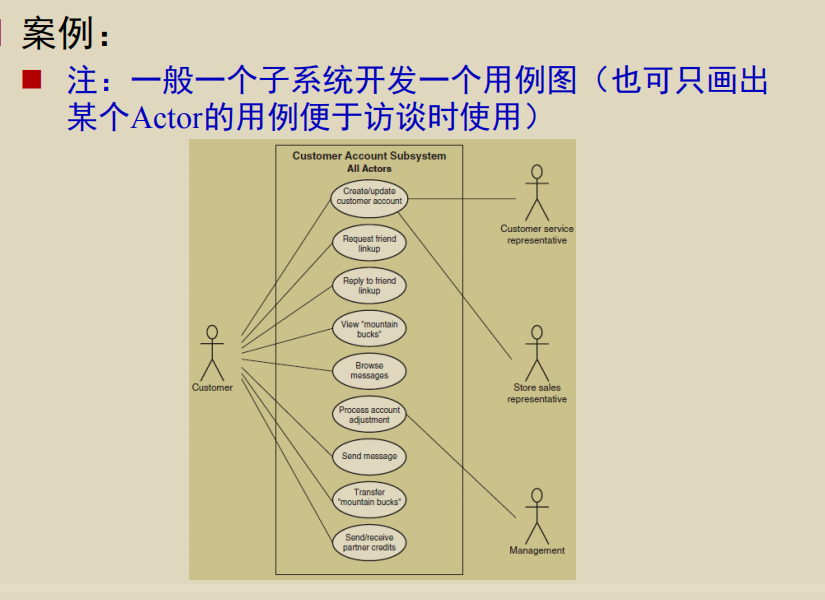 案例：
注：一般一个子系统开发一个用例图（也可只画出
某个Actor的用例便于访谈时使用）
Customer Account Subsystem
All Actors
Create/update
customer account
Customer service
representative
Request friend
linkup
Reply to friend
linkup
View "mountain
bucks"
Browse
messages
Customer
Store sales
representative
Process account
adjustment
Send message
Transfer
"mountain bucks"
Send/receive
partner credits
Management